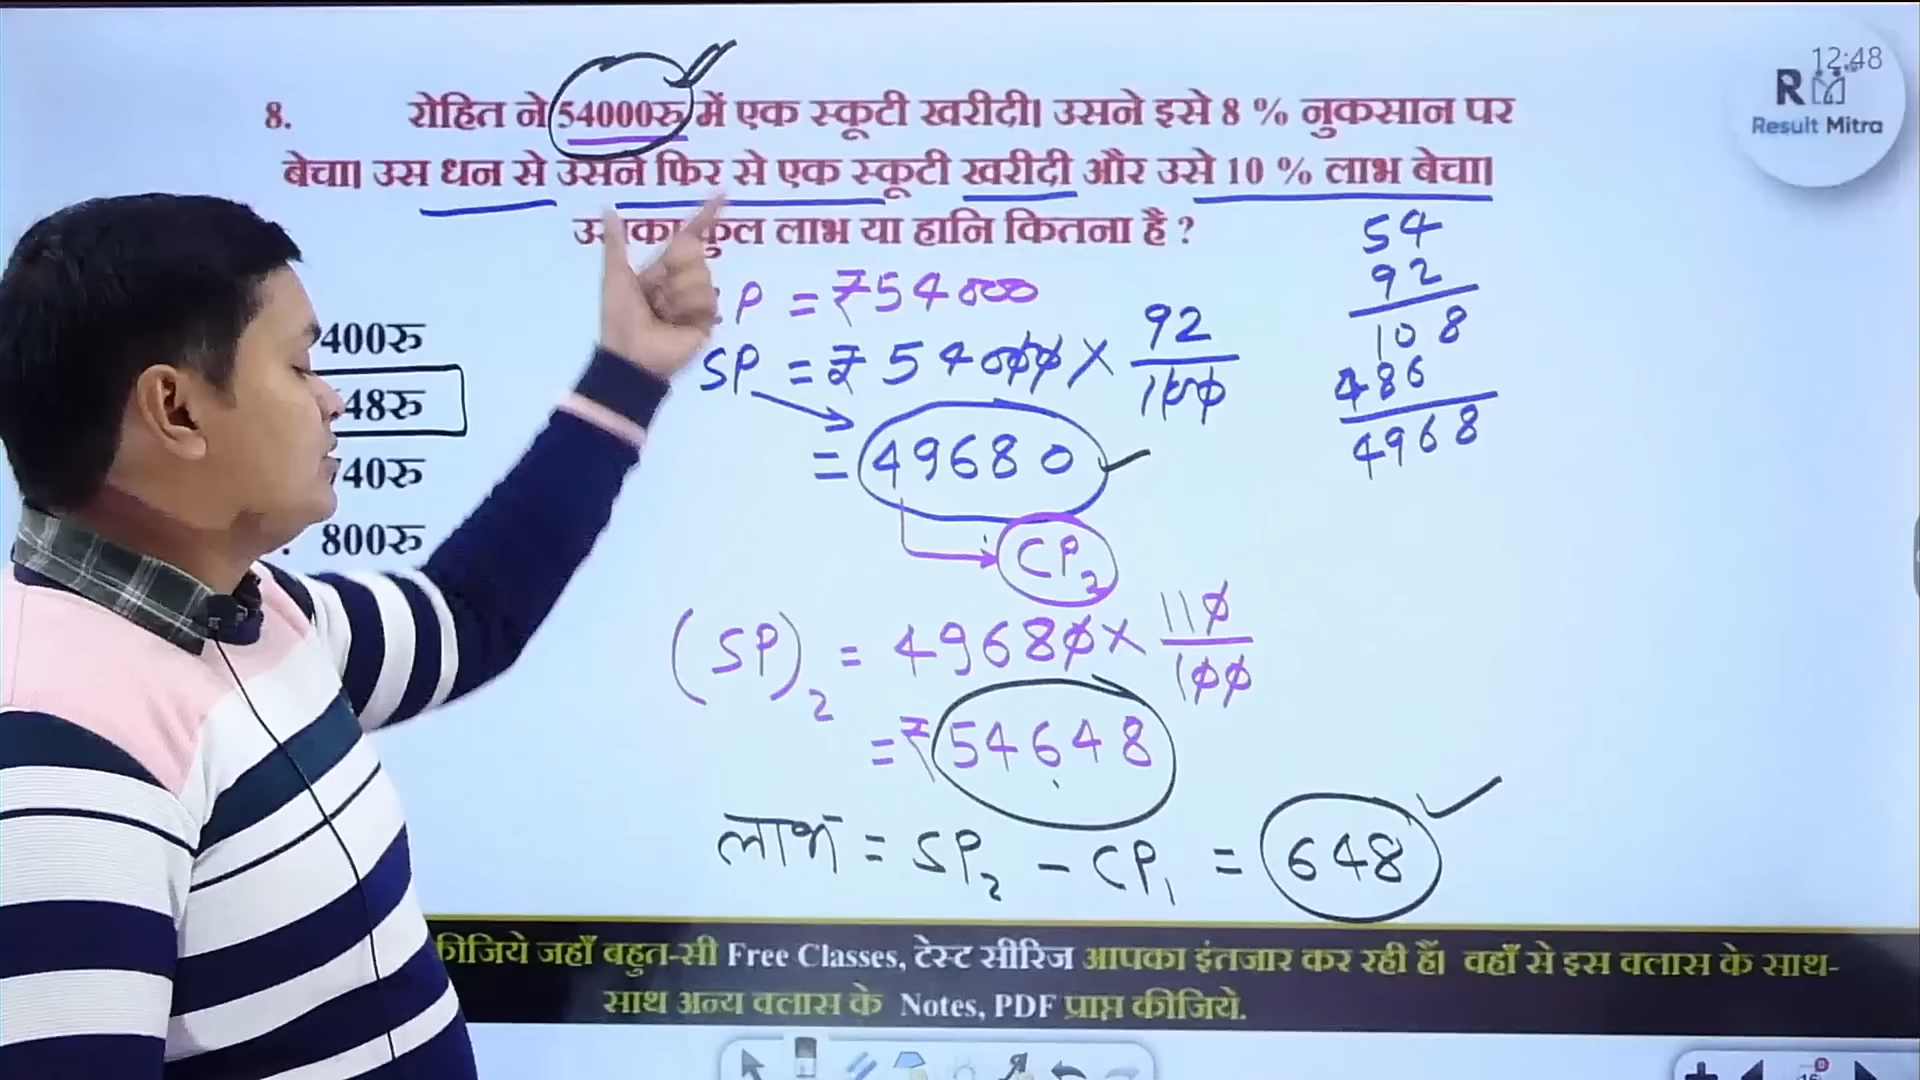 12:48
R
Result Mitra
8. रोहित ने 54000रु में एक स्कूटी खरीदी। उसने इसे 8 % नुकसान पर
बेचा। उस धन से उसने फिर से एक स्कूटी खरीदी और उसे 10 % लाभ बेचा।
कुल लाभ या हानि कितना है ?
400रु
48रु
740रु
800रु
P = ₹54000
SP = ₹ 54000 × 92/100
= 49680
CP2
(SP)2 = 49680 × 110/100
= ₹54648
लाभ = SP2 - CP1 = 648
54
92
108
486
4968
कीजिये जहाँ बहुत-सी Free Classes, टेस्ट सीरिज आपका इंतजार कर रही हैं। वहाँ से इस क्लास के साथ-
साथ अन्य क्लास के Notes, PDF प्राप्त कीजिये.